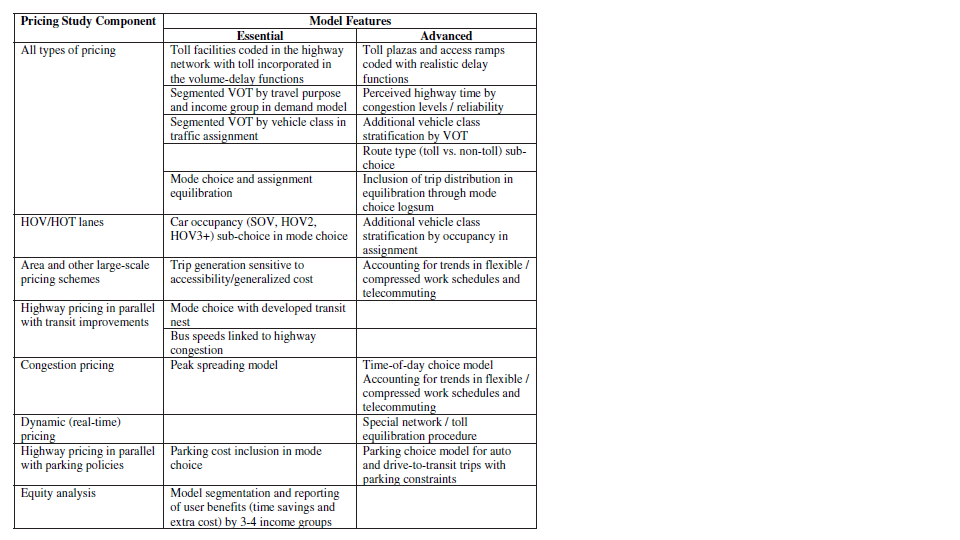 Pricing Study Component
Model Features
Essential
Advanced
All types of pricing
Toll facilities coded in the highway
network with toll incorporated in
the volume-delay functions
Toll plazas and access ramps
coded with realistic delay
functions
Segmented VOT by travel purpose
and income group in demand model
Perceived highway time by
congestion levels / reliability
Segmented VOT by vehicle class in
traffic assignment
Additional vehicle class
stratification by VOT
Route type (toll vs. non-toll) sub-
choice
Mode choice and assignment
equilibration
Inclusion of trip distribution in
equilibration through mode
choice logsum
HOV/HOT lanes
Car occupancy (SOV, HOV2,
HOV3+) sub-choice in mode choice
Additional vehicle class
stratification by occupancy in
assignment
Area and other large-scale
pricing schemes
Trip generation sensitive to
accessibility/generalized cost
Accounting for trends in flexible /
compressed work schedules and
telecommuting
Highway pricing in parallel
with transit improvements
Mode choice with developed transit
nest
Bus speeds linked to highway
congestion
Congestion pricing
Peak spreading model
Time-of-day choice model
Accounting for trends in flexible /
compressed work schedules and
telecommuting
Dynamic (real-time)
pricing
Special network / toll
equilibration procedure
Highway pricing in parallel
with parking policies
Parking cost inclusion in mode
choice
Parking choice model for auto
and drive-to-transit trips with
parking constraints
Equity analysis
Model segmentation and reporting
of user benefits (time savings and
extra cost) by 3-4 income groups